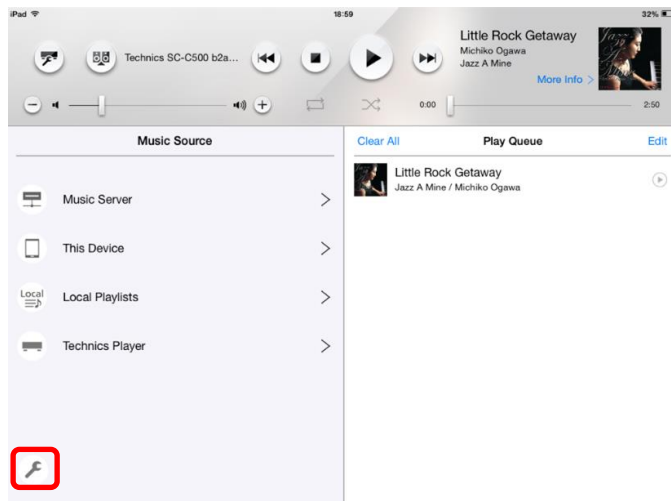 iPad 18:59 32%
Technics SC-C500 b2a...
Little Rock Getaway
Michiko Ogawa
Jazz A Mine
More Info >
0:00 2:50
Music Source
Music Server
This Device
Local
Local Playlists
Technics Player
Clear All Play Queue Edit
Little Rock Getaway
Jazz A Mine / Michiko Ogawa